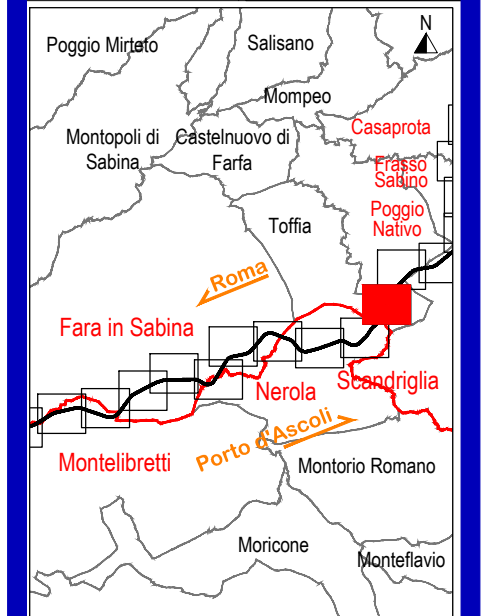 N
Poggio Mirteto
Salisano
Mompeo
Casaprota
Montopoli di
Sabina
Castelnuovo di
Farfa
Frasso
Sabino
Poggio
Nativo
Toffia
Roma
Fara in Sabina
Nerola
Scandriglia
Porto d'Ascoli
Montelibretti
Montorio Romano
Moricone
Monteflavio